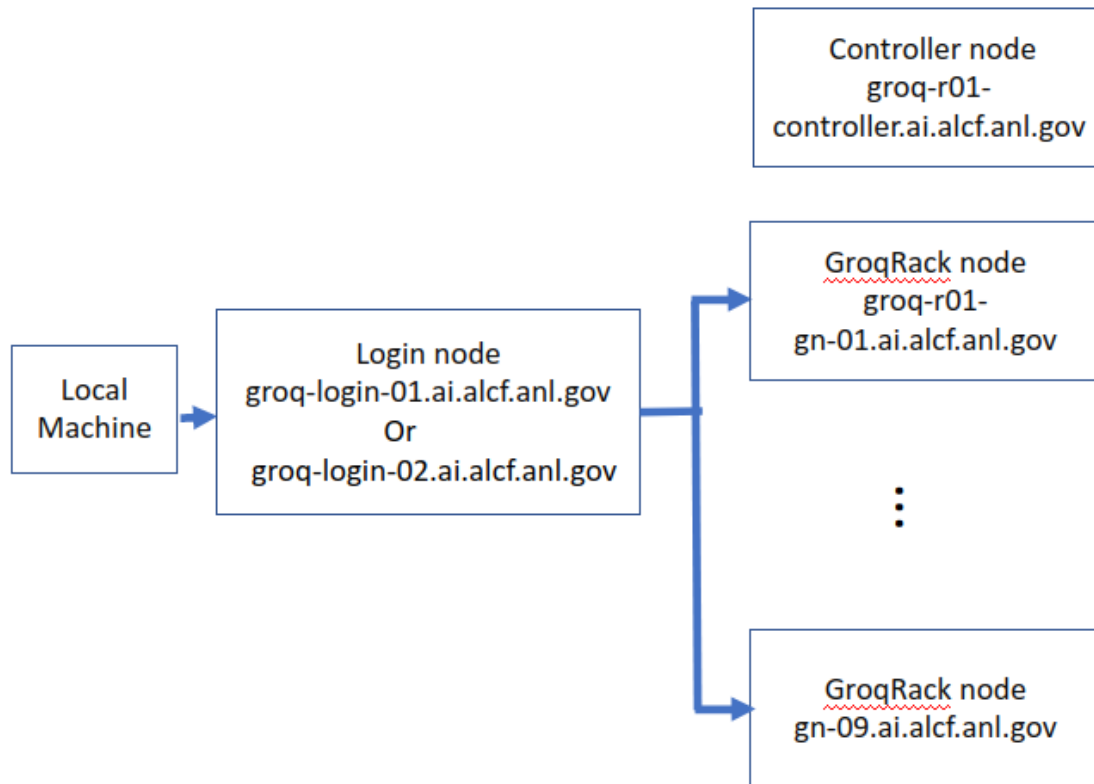 Controller node
groq-r01-
controller.ai.alcf.anl.gov
GroqRack node
groq-r01-
gn-01.ai.alcf.anl.gov
Local
Machine
Login node
groq-login-01.ai.alcf.anl.gov
Or
groq-login-02.ai.alcf.anl.gov
GroqRack node
gn-09.ai.alcf.anl.gov